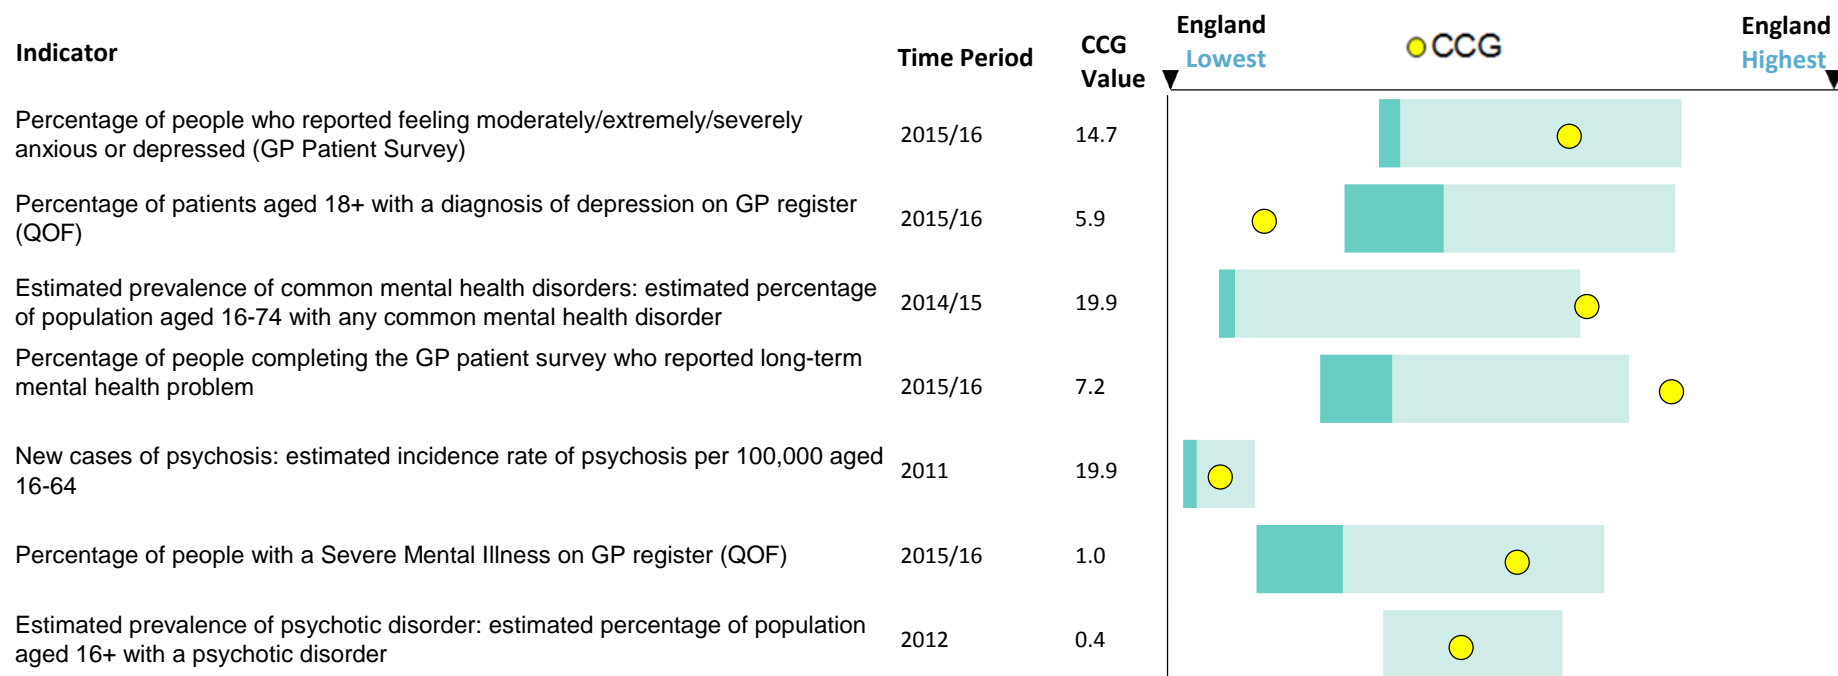 Indicator
Time Period
CCG
Value
England
Lowest
CCG
England
Highest
Percentage of people who reported feeling moderately/extremely/severely
anxious or depressed (GP Patient Survey)
2015/16
14.7
Percentage of patients aged 18+ with a diagnosis of depression on GP register
(QOF)
2015/16
5.9
Estimated prevalence of common mental health disorders: estimated percentage
of population aged 16-74 with any common mental health disorder
2014/15
19.9
Percentage of people completing the GP patient survey who reported long-term
mental health problem
2015/16
7.2
New cases of psychosis: estimated incidence rate of psychosis per 100,000 aged
16-64
2011
19.9
Percentage of people with a Severe Mental Illness on GP register (QOF)
2015/16
1.0
Estimated prevalence of psychotic disorder: estimated percentage of population
aged 16+ with a psychotic disorder
2012
0.4